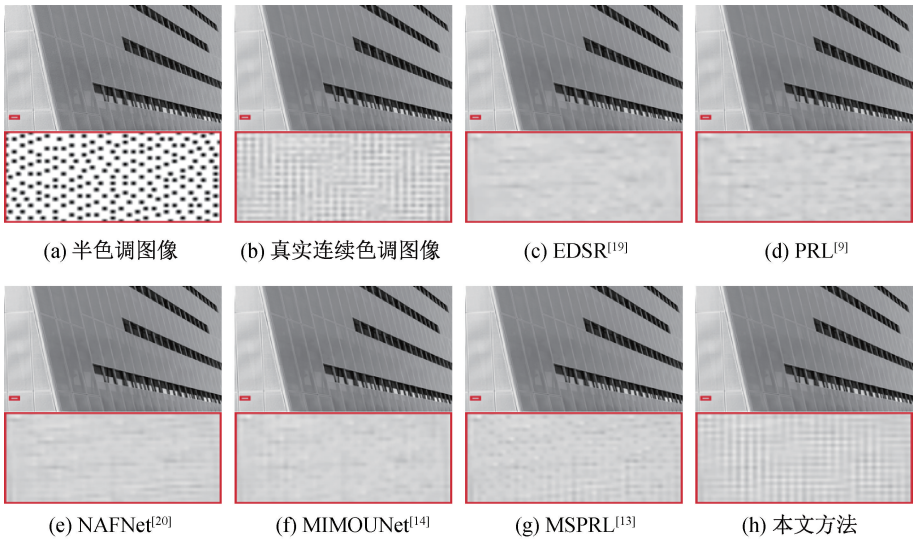 (a) 半色调图像
(b) 真实连续色调图像
(c) EDSR[19]
(d) PRL[9]
(e) NAFNet[20]
(f) MIMOUNet[14]
(g) MSPRL[13]
(h) 本文方法